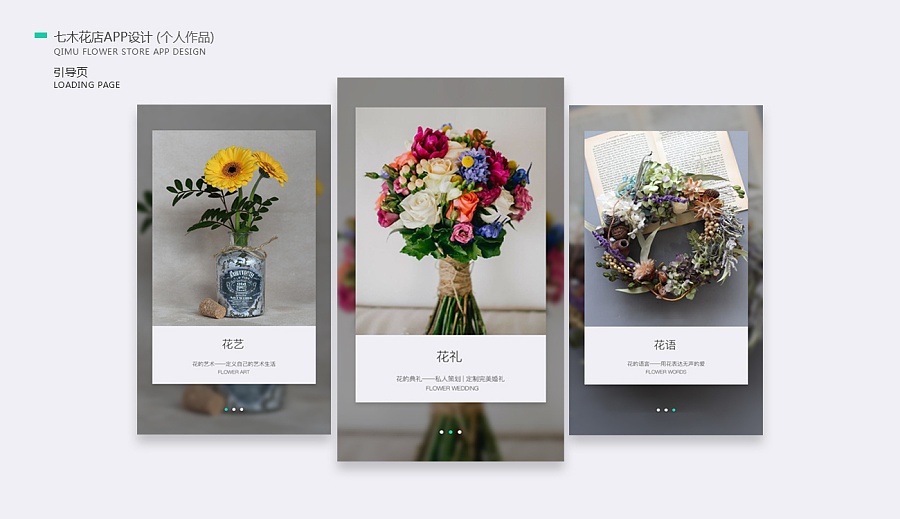 七木花店APP设计 (个人作品)
QIMU FLOWER STORE APP DESIGN
引导页
LOADING PAGE
花艺
花的艺术——定义自己的艺术生活
FLOWER ART
花礼
花的典礼——私人策划 | 定制完美婚礼
FLOWER WEDDING
花语
花的语言——用花表达无声的爱
FLOWER WORDS